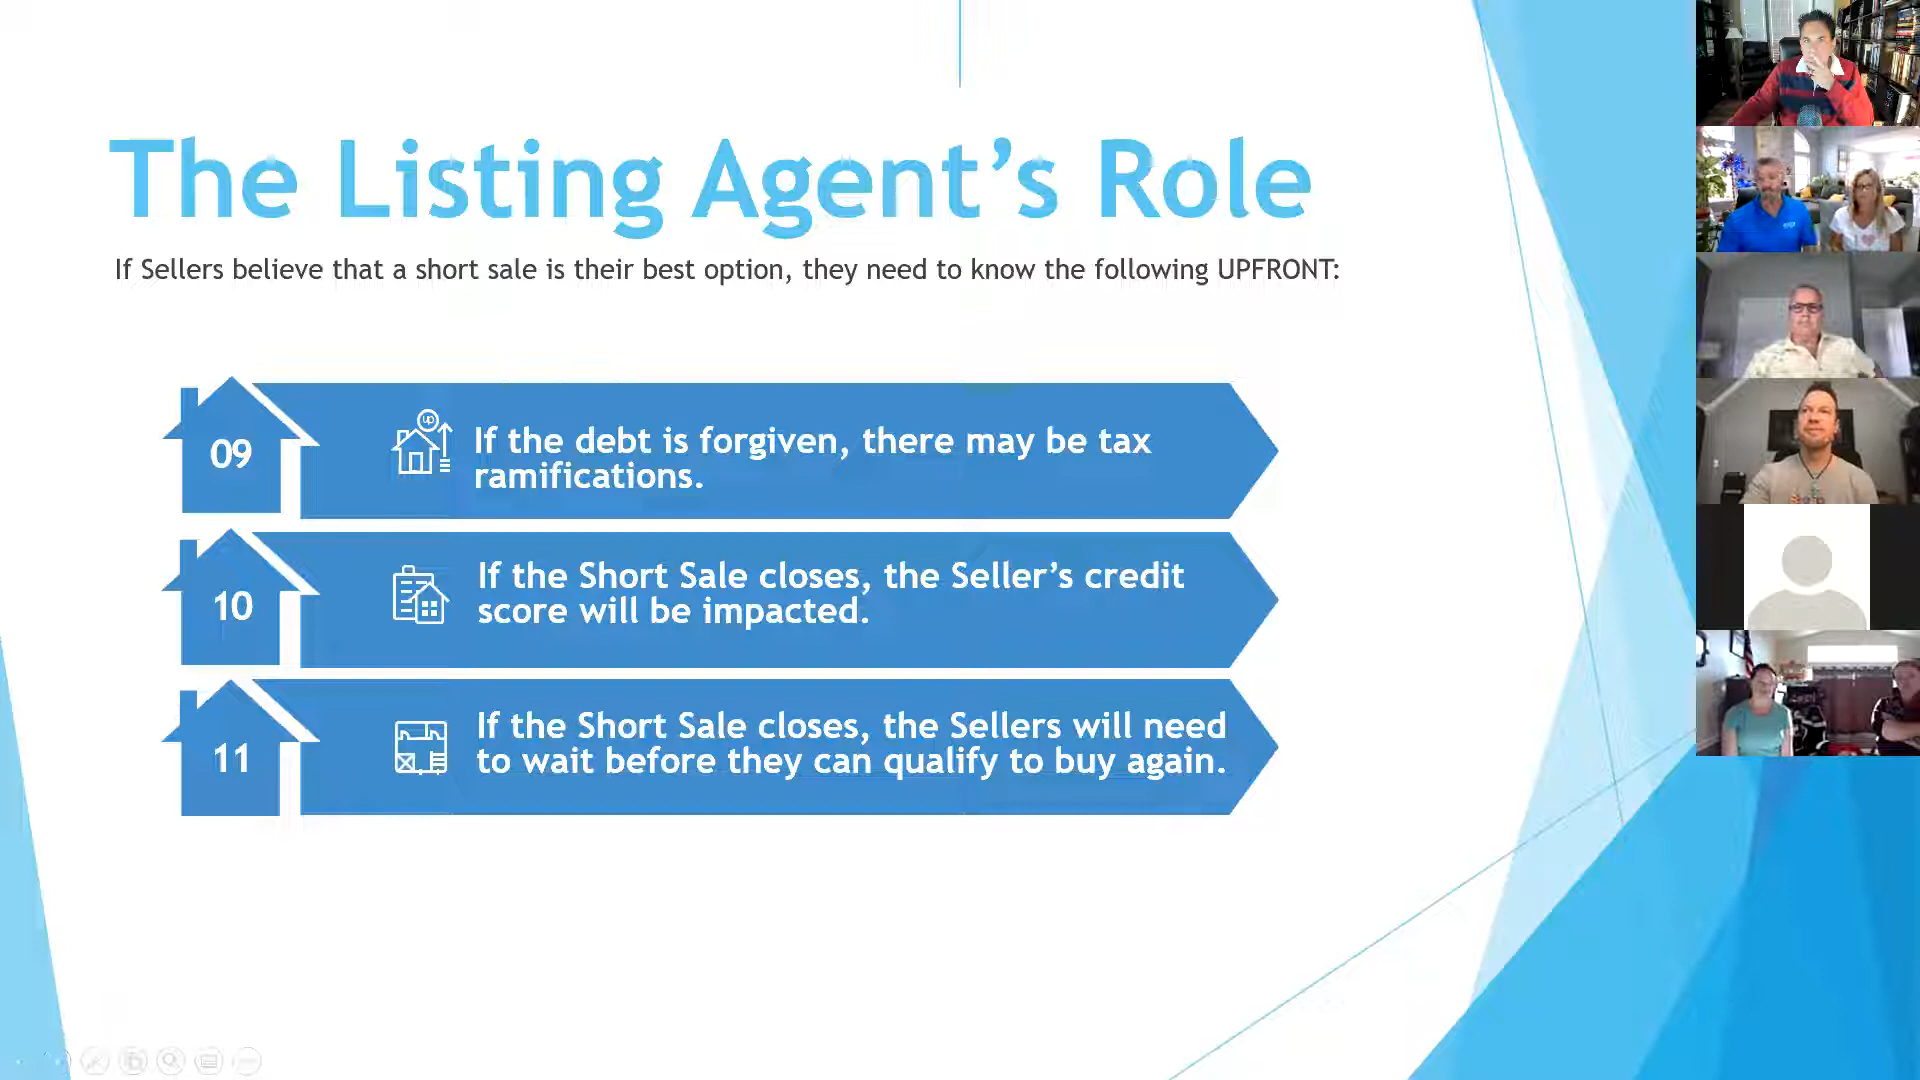 The Listing Agent’s Role
If Sellers believe that a short sale is their best option, they need to know the following UPFRONT:
09
up
If the debt is forgiven, there may be tax
ramifications.
10
If the Short Sale closes, the Seller’s credit
score will be impacted.
11
If the Short Sale closes, the Sellers will need
to wait before they can qualify to buy again.